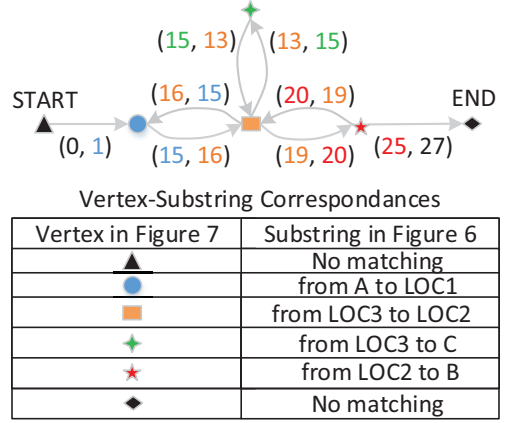 (15, 13) (13, 15)
(16, 15) (20, 19)
START END
(0, 1) (15, 16) (19, 20) (25, 27)
Vertex-Substring Correspondances
Vertex in Figure 7 Substring in Figure 6
No matching
from A to LOC1
from LOC3 to LOC2
from LOC3 to C
from LOC2 to B
No matching